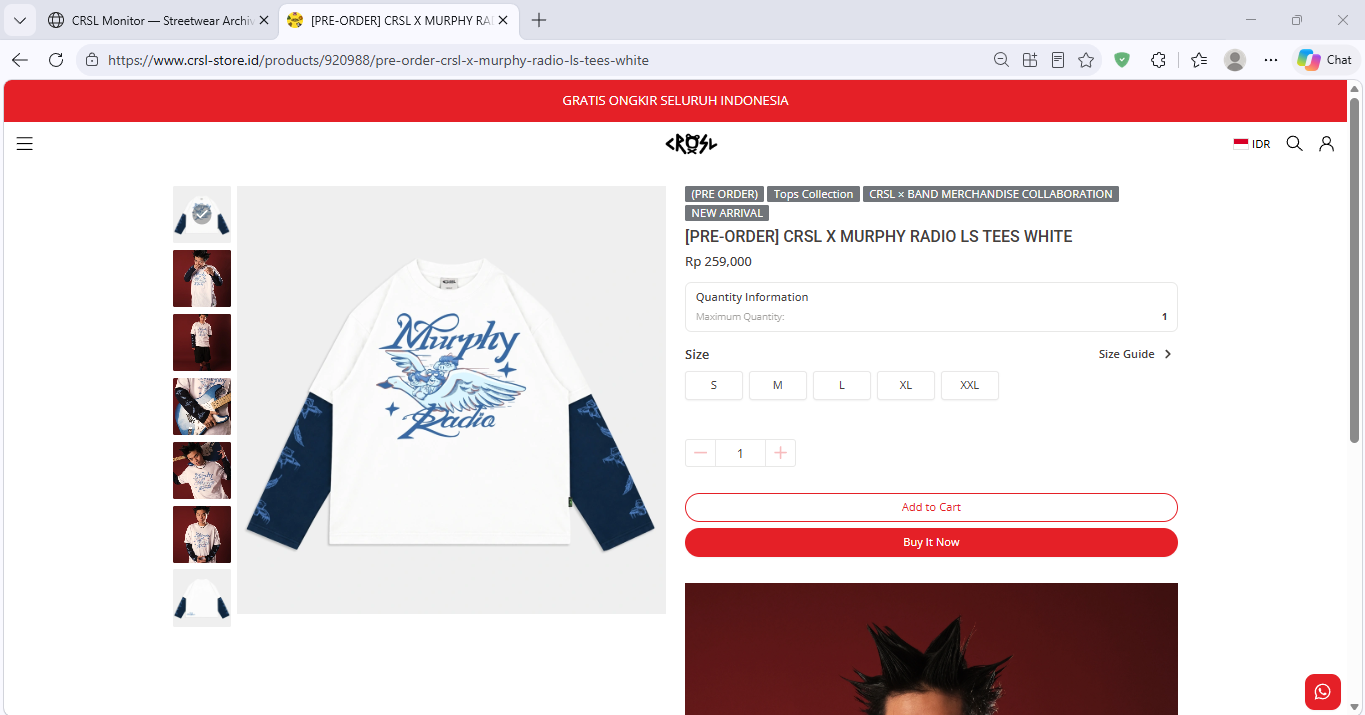 CRSL Monitor — Streetwear Archiv
[PRE-ORDER] CRSL X MURPHY RAD
https://www.crsl-store.id/products/920988/pre-order-crsl-x-murphy-radio-ls-tees-white
Chat
GRATIS ONGKIR SELURUH INDONESIA
CRSL
IDR
(PRE ORDER) Tops Collection CRSL × BAND MERCHANDISE COLLABORATION
NEW ARRIVAL
[PRE-ORDER] CRSL X MURPHY RADIO LS TEES WHITE
Rp 259,000
Quantity Information
Maximum Quantity: 1
Size
Size Guide
S M L XL XXL
1
Add to Cart
Buy It Now
Murphy
Radio